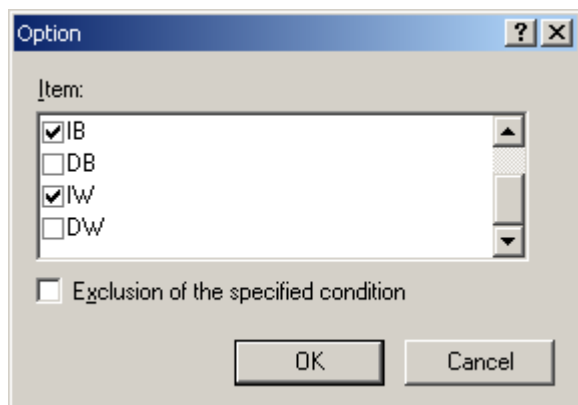 Option
Item:
IB
DB
IW
DW
Exclusion of the specified condition
OK Cancel